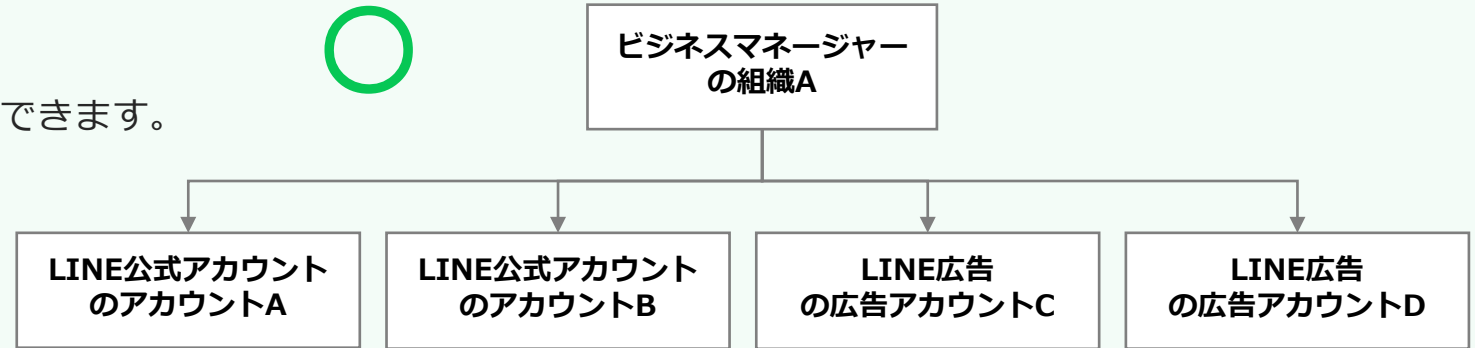 ビジネスマネージャー
の組織A
できます。
LINE公式アカウント
のアカウントA
LINE公式アカウント
のアカウントB
LINE広告
の広告アカウントC
LINE広告
の広告アカウントD